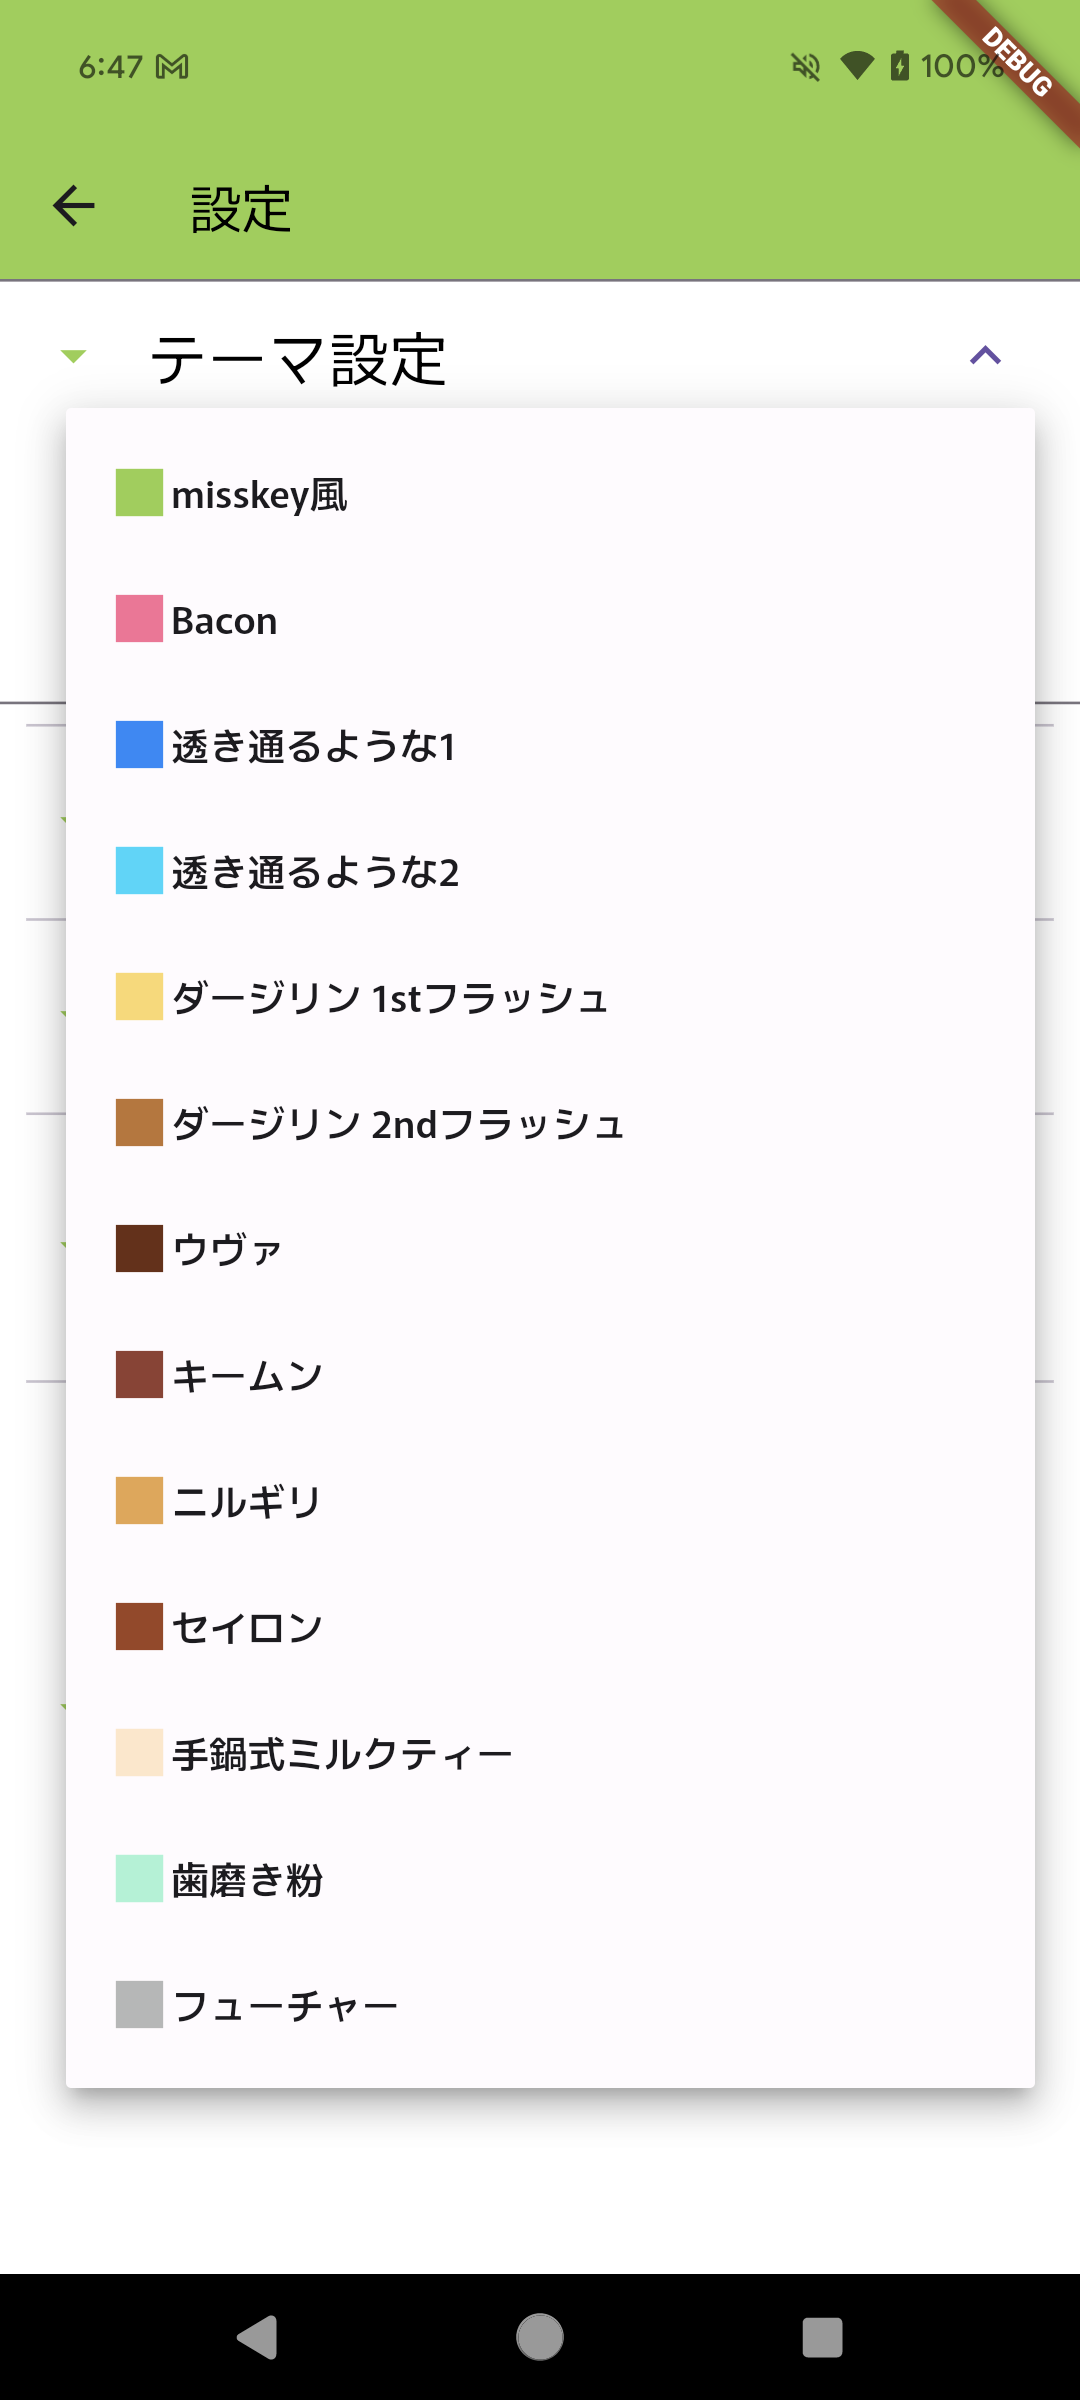 6:47
100%
DEBUG
設定
テーマ設定
misskey風
Bacon
透き通るような1
透き通るような2
ダージリン 1stフラッシュ
ダージリン 2ndフラッシュ
ウヴァ
キームン
ニルギリ
セイロン
手鍋式ミルクティー
歯磨き粉
フューチャー